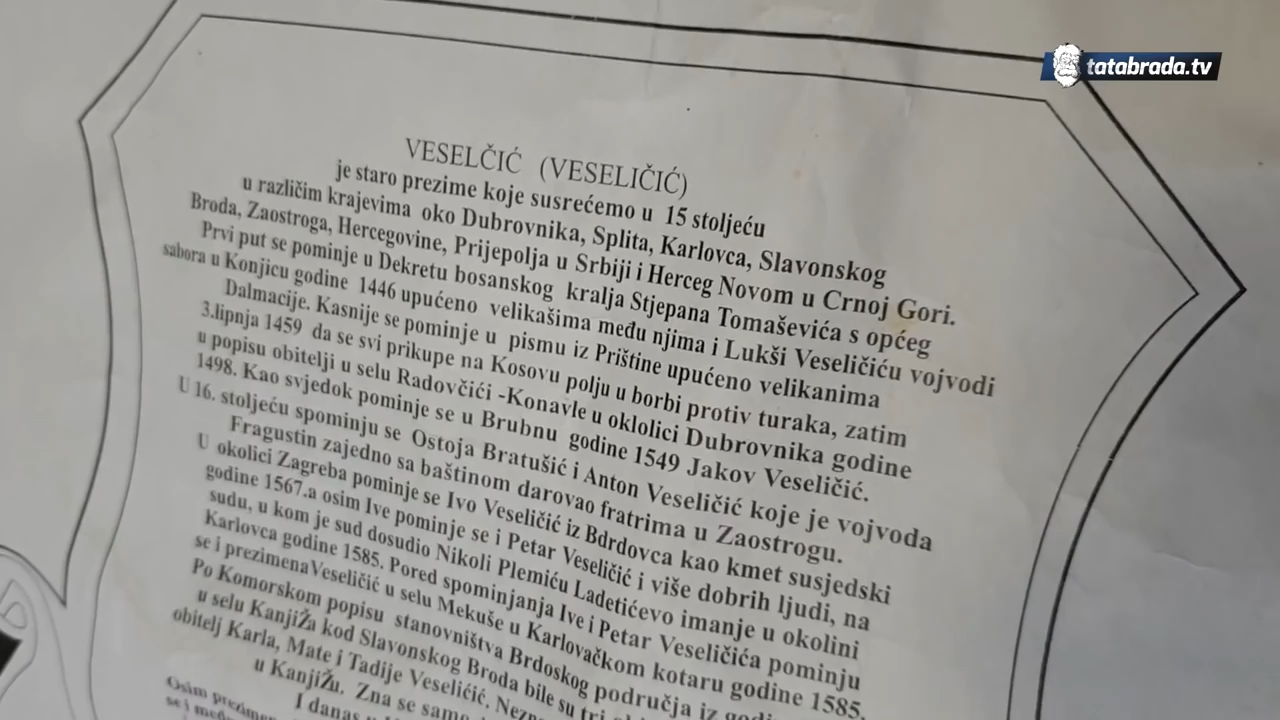 tatabrada.tv
VESELČIĆ (VESELIČIĆ)
je staro prezime koje susrećemo u 15 stoljeću
u različim krajevima oko Dubrovnika, Splita, Karlovca, Slavonskog
Broda, Zaostroga, Hercegovine, Prijepolja u Srbiji i Herceg Novom u Crnoj Gori.
Prvi put se pominje u Dekretu bosanskog kralja Stjepana Tomaševića s općeg
sabora u Konjicu godine 1446 upućeno velikašima među njima i Lukši Veseličiću vojvodi
Dalmacije. Kasnije se pominje u pismu iz Prištine upućeno velikanima
3.lipnja 1459 da se svi prikupe na Kosovu polju u borbi protiv turaka, zatim
u popisu obitelji u selu Radovčići -Konavle u oklolici Dubrovnika godine
1498. Kao svjedok pominje se u Brubnu godine 1549 Jakov Veseličić.
U 16. stoljeću spominju se Ostoja Bratušić i Anton Veseličić koje je vojvoda
Fragustin zajedno sa baštinom darovao fratrima u Zaostrogu.
U okolici Zagreba pominje se Ivo Veseličić iz Bdrdovca kao kmet susjedski
godine 1567.a osim Ive pominje se i Petar Veseličić i više dobrih ljudi, na
sudu, u kom je sud dosudio Nikoli Plemiću Ladetićevo imanje u okolini
Karlovca godine 1585. Pored spominjanja Ive i Petar Veseličića pominju
se i prezimena Veseličić u selu Mekuše u Karlovačkom kotaru godine 1585.
Po Komorskom popisu stanovništva Brdoskog područja iz
u selu KanjiŽa kod Slavonskog Broda bile su tri
obitelj Karla, Mate i Tadije Veselićić.
u KanjiŽu. Zna se samo
I danas u
Osim
se i